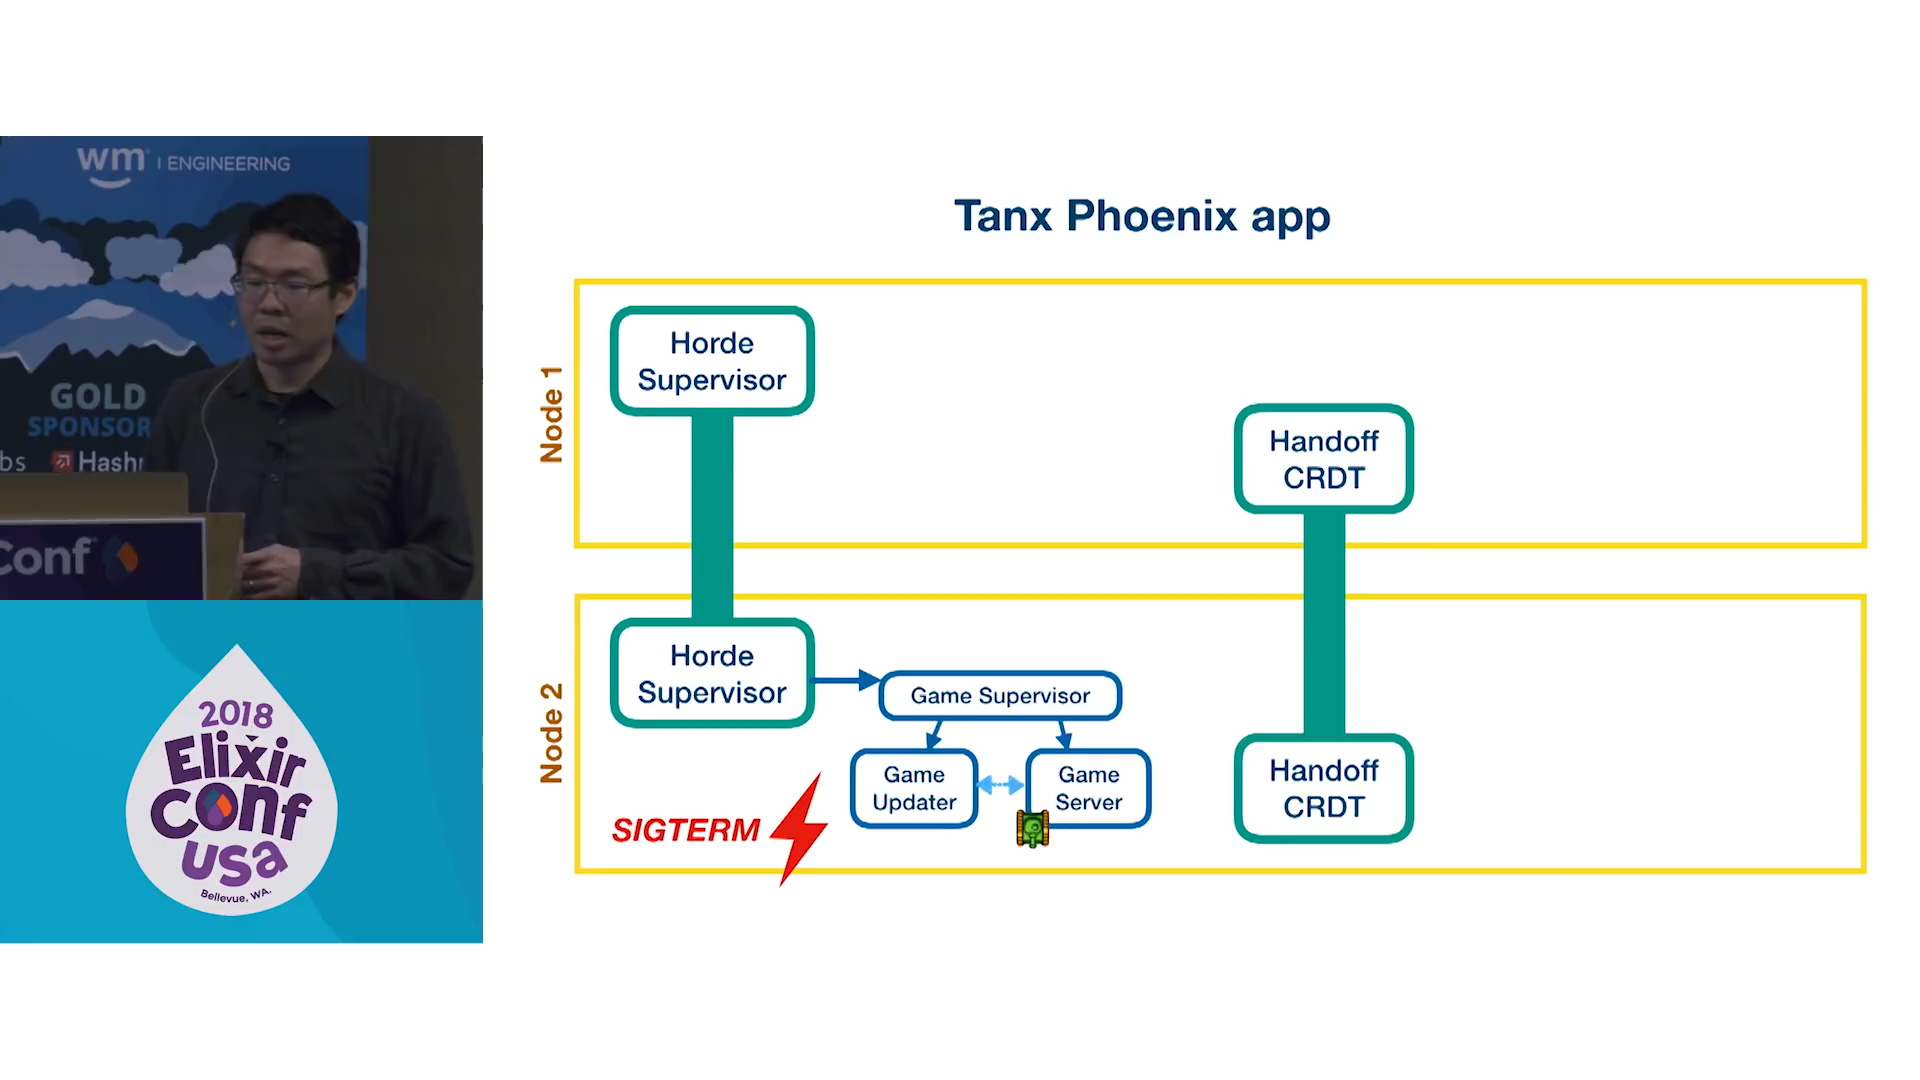 wm | ENGINEERING
GOLD
SPONSOR
bs
Hash
Conf
2018
Elixir
Conf
usa
Bellevue, WA.
Tanx Phoenix app
Node 1
Horde
Supervisor
Handoff
CRDT
Node 2
Horde
Supervisor
Game Supervisor
Game
Updater
Game
Server
SIGTERM
Handoff
CRDT